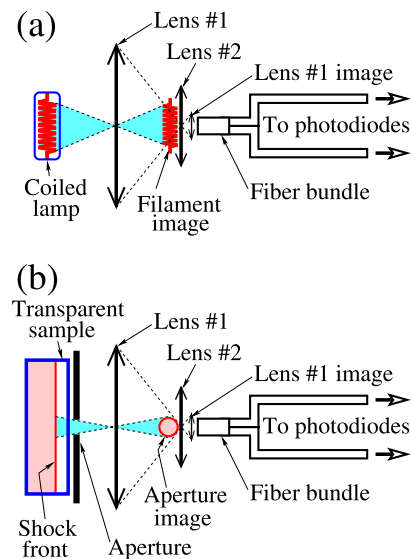 (a)
Lens #1
Lens #2
Lens #1 image
To photodiodes
Fiber bundle
Coiled
lamp
Filament
image
(b)
Transparent
sample
Lens #1
Lens #2
Lens #1 image
To photodiodes
Fiber bundle
Aperture
image
Shock
front
Aperture